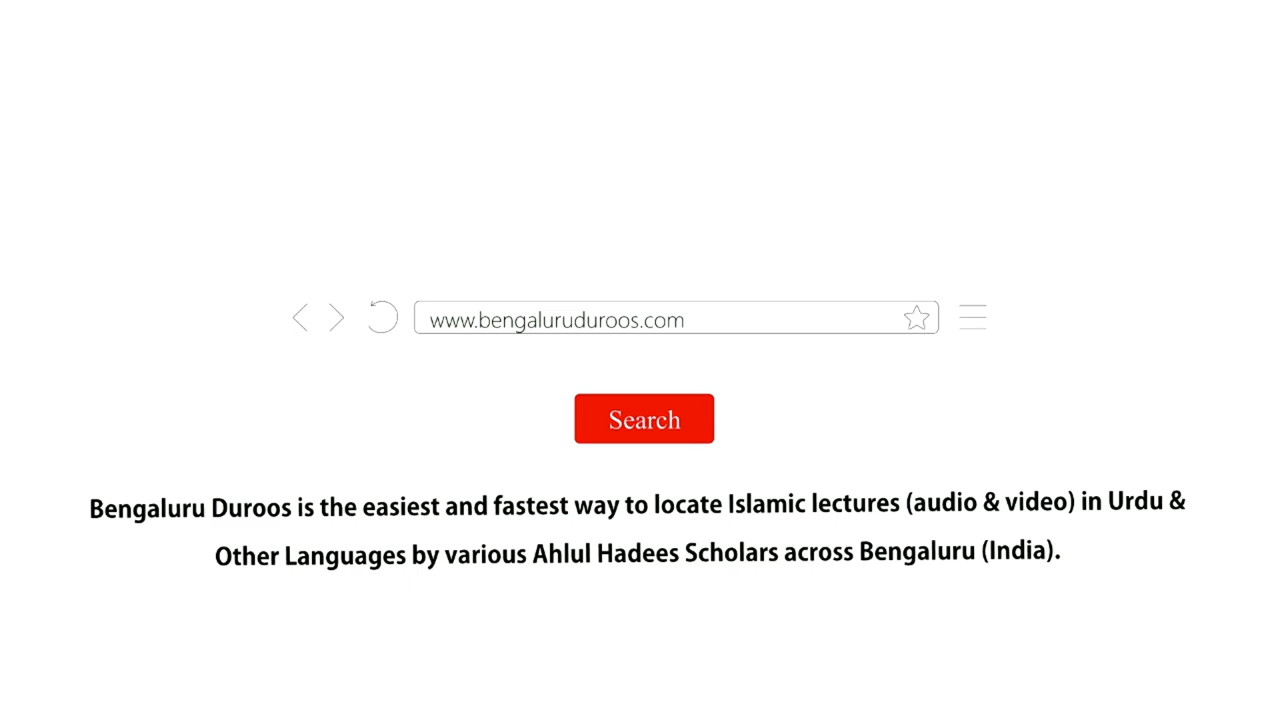 www.bengaluruduroos.com
Search
Bengaluru Duroos is the easiest and fastest way to locate Islamic lectures (audio & video) in Urdu &
Other Languages by various Ahlul Hadees Scholars across Bengaluru (India).